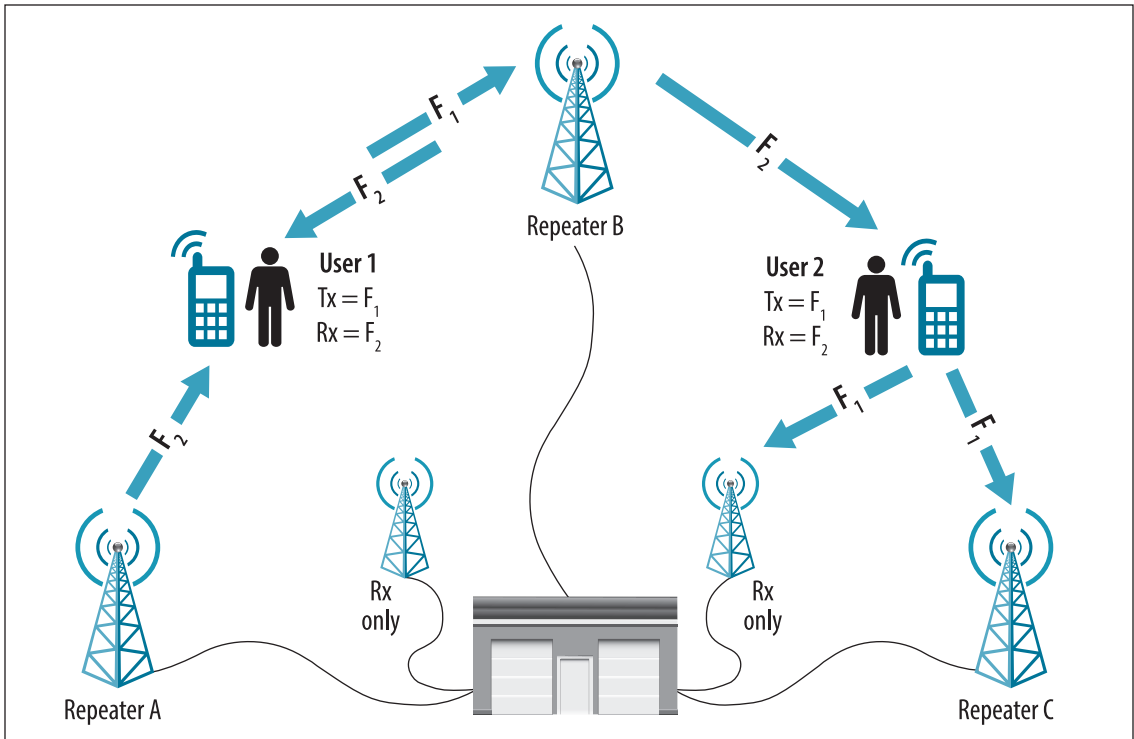 F₁
F₂
F₂
Repeater B
User 1
Tx = F₁
Rx = F₂
User 2
Tx = F₁
Rx = F₂
F₂
F₁
F₁
Rx
only
Rx
only
Repeater A
Repeater C